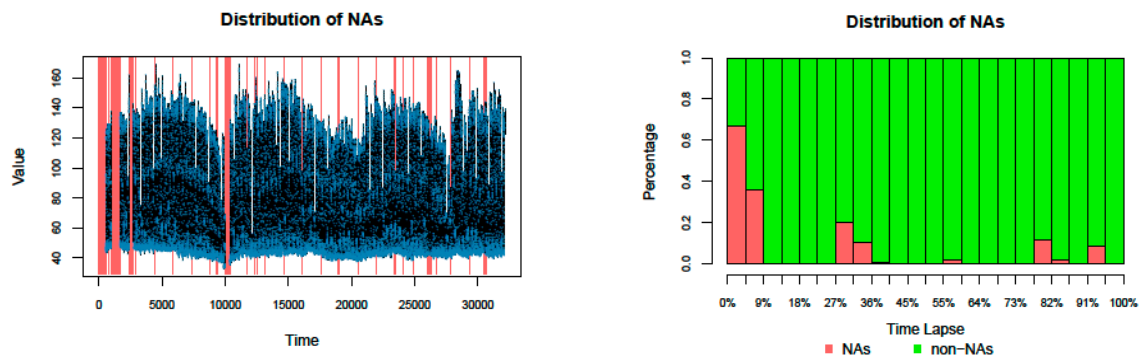 Distribution of NAs
Value
40 60 80 100 120 140 160
0 5000 10000 15000 20000 25000 30000
Time
Distribution of NAs
Percentage
0.0 0.2 0.4 0.6 0.8 1.0
0% 9% 18% 27% 36% 45% 55% 64% 73% 82% 91% 100%
Time Lapse
NAs non-NAs